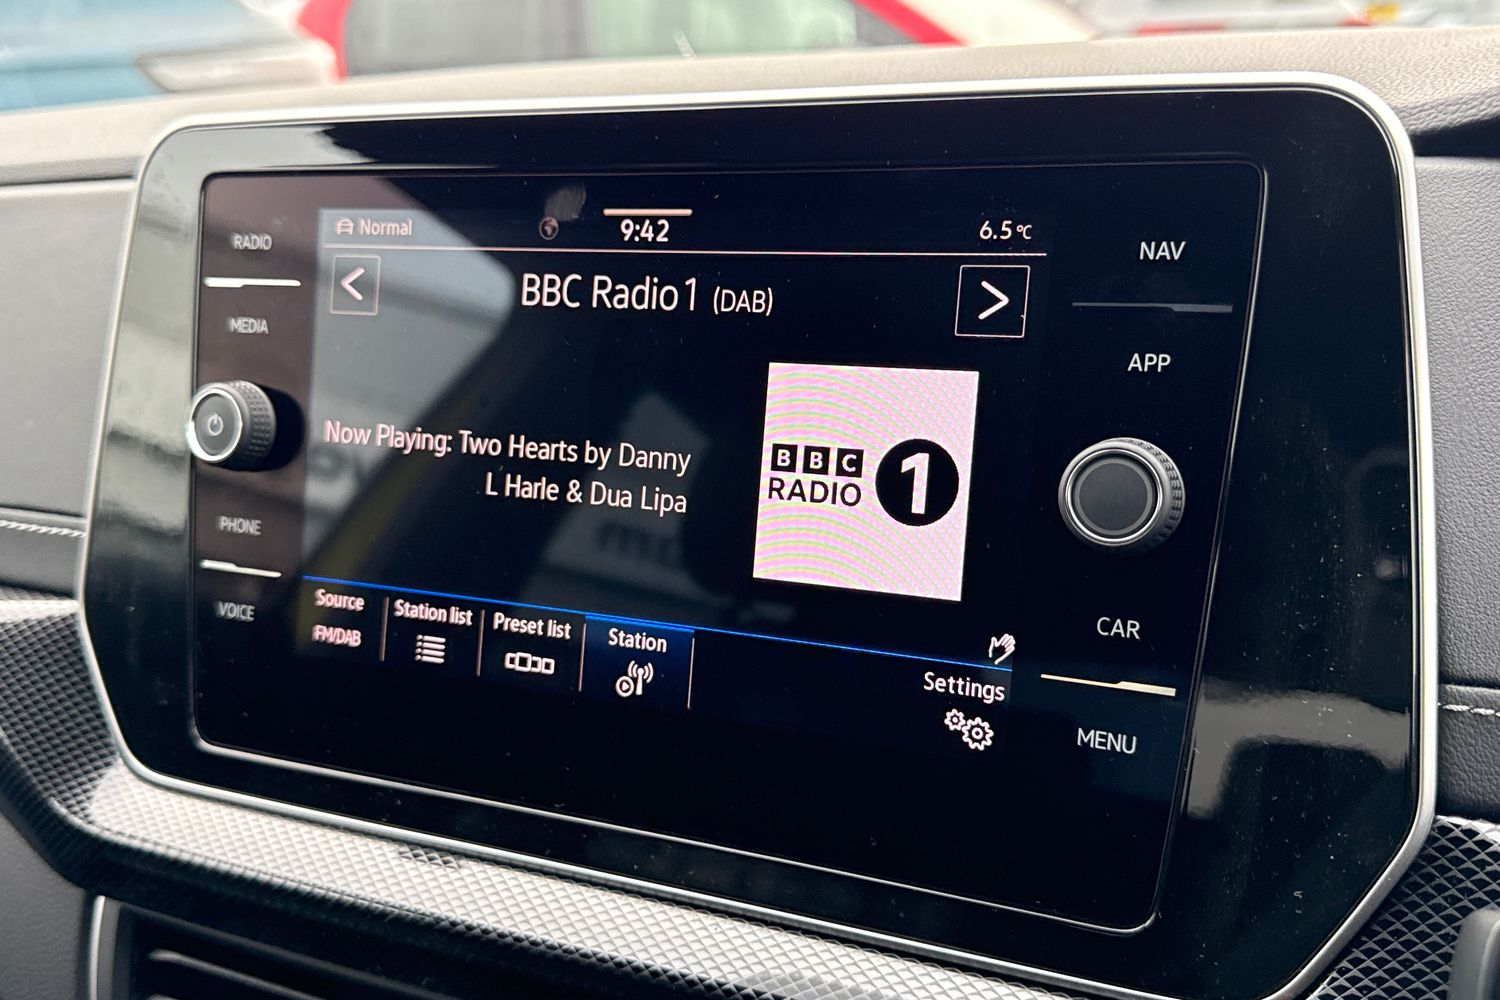 RADIO
MEDIA
PHONE
VOICE
Normal
9:42
6.5°C
BBC Radio 1 (DAB)
Now Playing: Two Hearts by Danny
L Harle & Dua Lipa
BBC
RADIO
1
Source
FM/DAB
Station list
Preset list
Station
Settings
NAV
APP
CAR
MENU